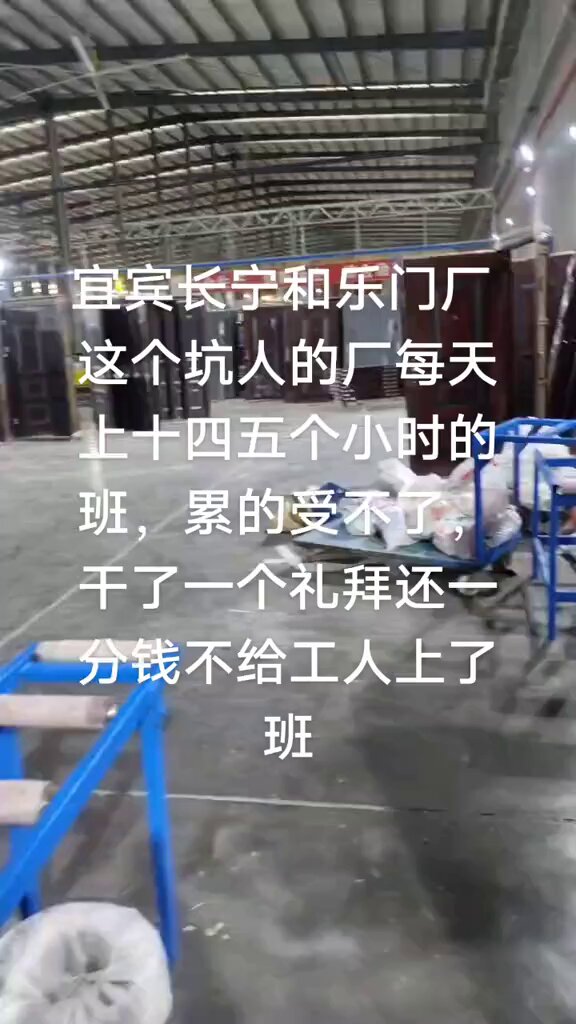 宜宾长宁和乐门厂
这个坑人的厂每天
上十四五个小时的
班，累的受不了，
干了一个礼拜还一
分钱不给工人上了
班